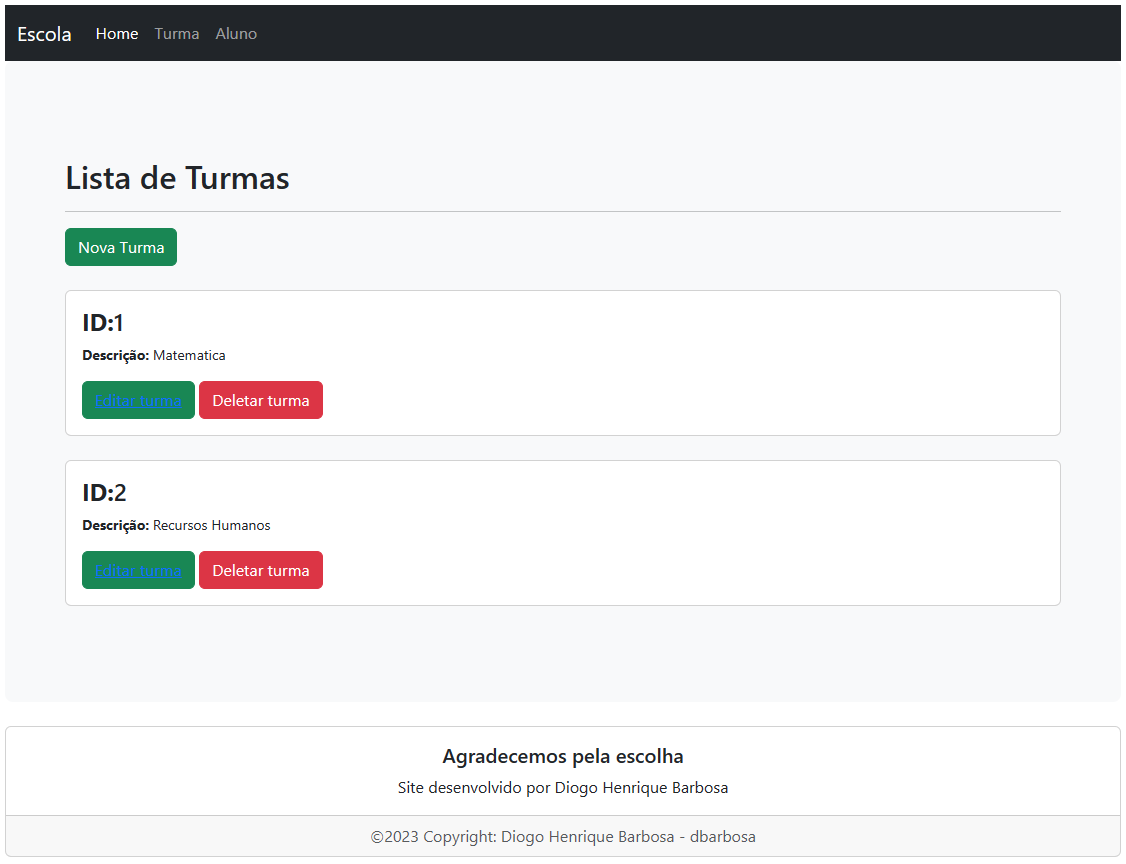 Escola Home Turma Aluno
Lista de Turmas
Nova Turma
ID:1
Descrição: Matematica
Editar turma Deletar turma
ID:2
Descrição: Recursos Humanos
Editar turma Deletar turma
Agradecemos pela escolha
Site desenvolvido por Diogo Henrique Barbosa
©2023 Copyright: Diogo Henrique Barbosa - dbarbosa